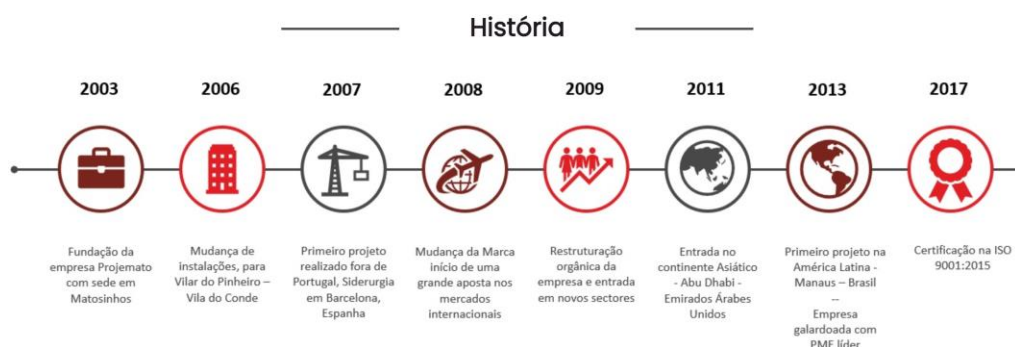 História
2003
2006
2007
2008
2009
2011
2013
2017
Fundação da
empresa Projemato
com sede em
Matosinhos
Mudança de
instalações, para
Vilar do Pinheiro –
Vila do Conde
Primeiro projeto
realizado fora de
Portugal, Siderurgia
em Barcelona,
Espanha
Mudança da Marca
início de uma
grande aposta nos
mercados
internacionais
Restruturação
orgânica da
empresa e entrada
em novos sectores
Entrada no
continente Asiático
- Abu Dhabi -
Emirados Árabes
Unidos
Primeiro projeto na
América Latina -
Manaus – Brasil
--
Empresa
galardoada com
PME líder
Certificação na ISO
9001:2015